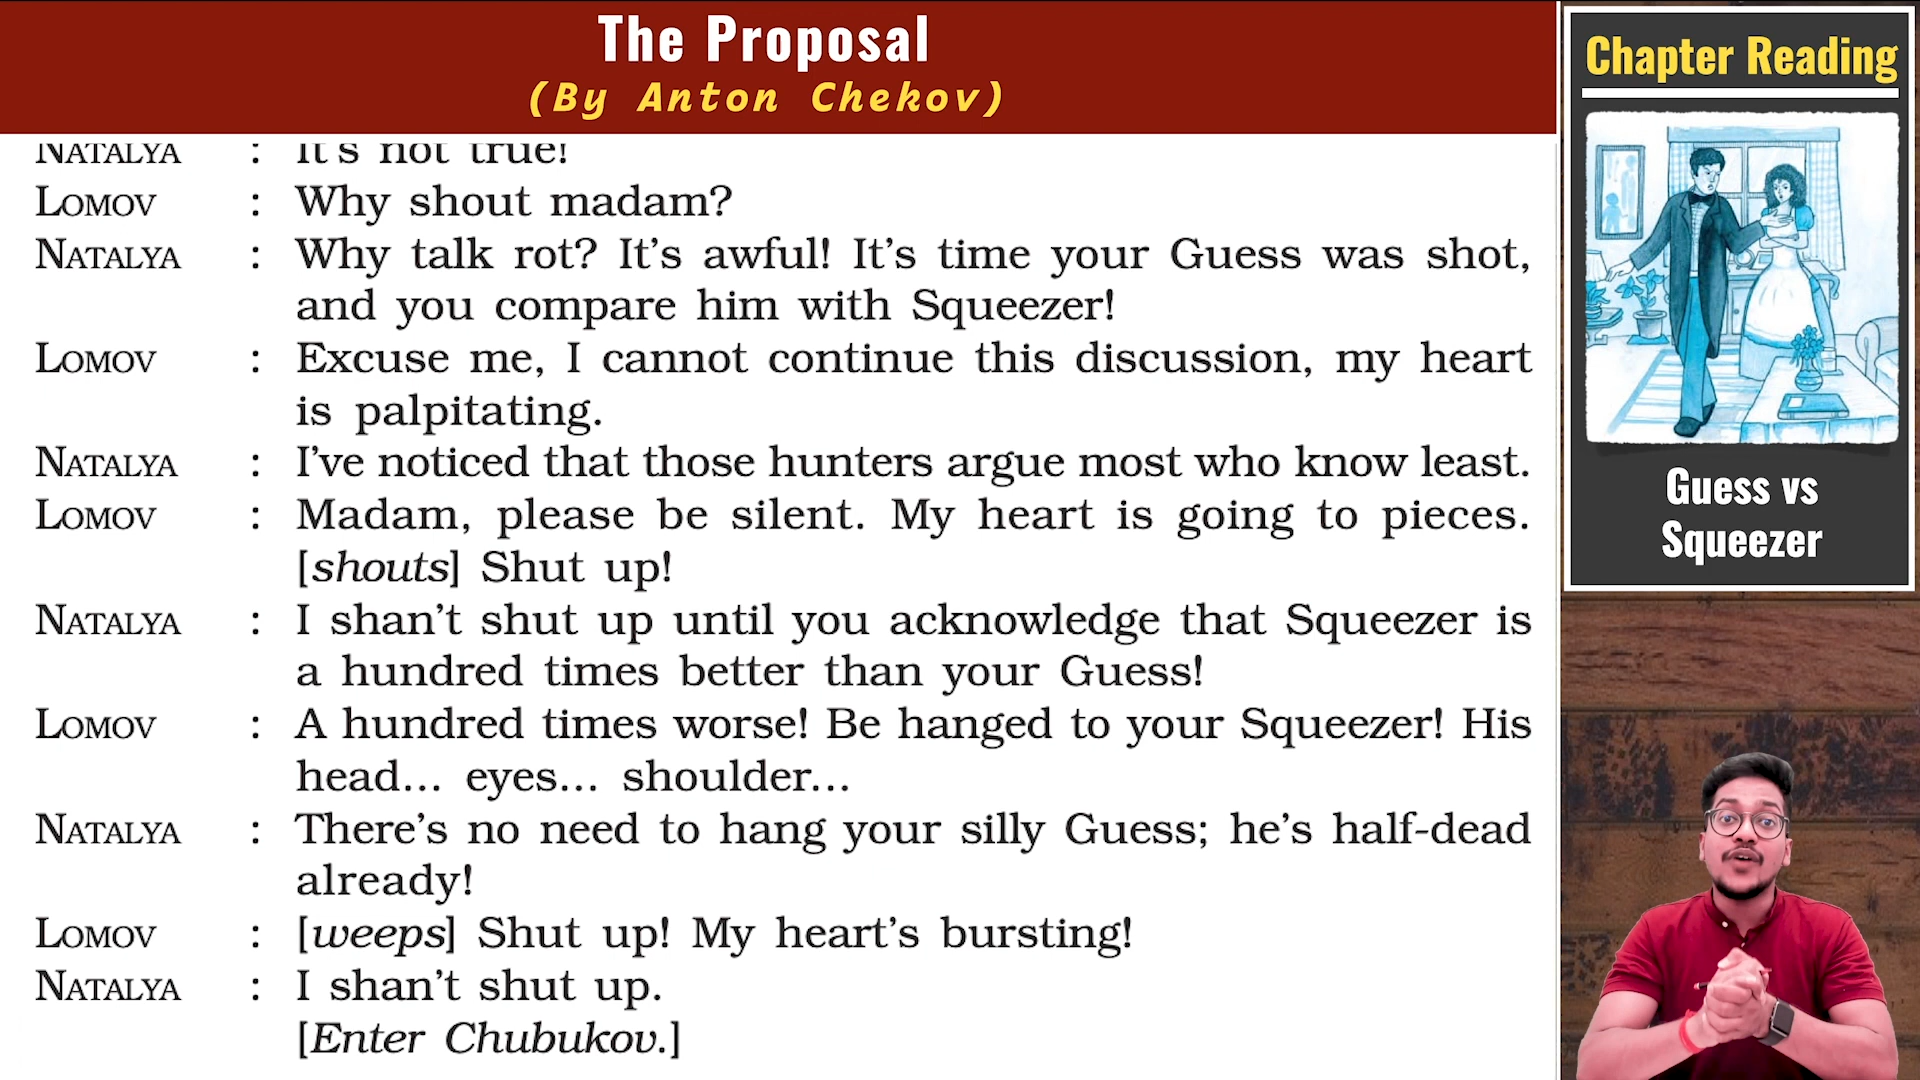 The Proposal
(By Anton Chekov)
NATALYA : It's not true!
LOMOV : Why shout madam?
NATALYA : Why talk rot? It's awful! It's time your Guess was shot,
and you compare him with Squeezer!
LOMOV : Excuse me, I cannot continue this discussion, my heart
is palpitating.
NATALYA : I've noticed that those hunters argue most who know least.
LOMOV : Madam, please be silent. My heart is going to pieces.
[shouts] Shut up!
NATALYA : I shan't shut up until you acknowledge that Squeezer is
a hundred times better than your Guess!
LOMOV : A hundred times worse! Be hanged to your Squeezer! His
head... eyes... shoulder...
NATALYA : There's no need to hang your silly Guess; he's half-dead
already!
LOMOV : [weeps] Shut up! My heart's bursting!
NATALYA : I shan't shut up.
[Enter Chubukov.]
Chapter Reading
Guess vs
Squeezer